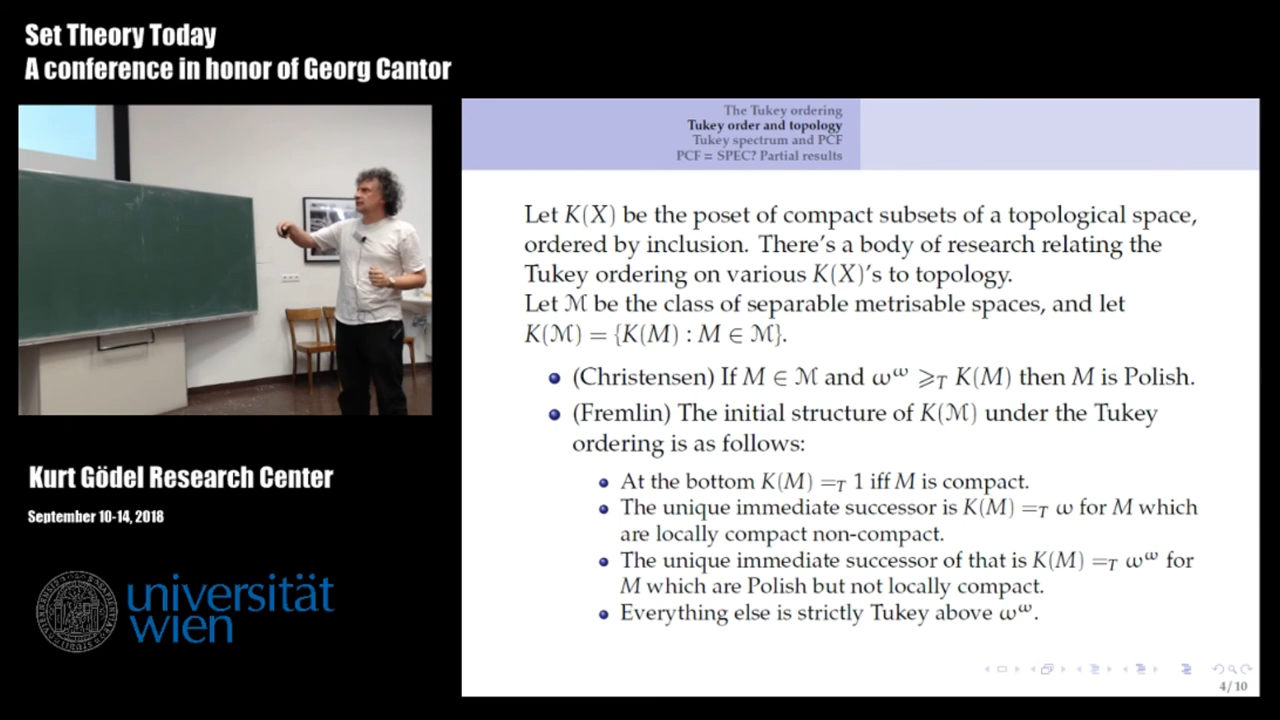 Set Theory Today
A conference in honor of Georg Cantor
The Tukey ordering
Tukey order and topology
Tukey spectrum and PCF
PCF = SPEC? Partial results
Let K(X) be the poset of compact subsets of a topological space,
ordered by inclusion. There's a body of research relating the
Tukey ordering on various K(X)'s to topology.
Let ℳ be the class of separable metrisable spaces, and let
K(ℳ) = {K(M) : M ∈ ℳ}.
(Christensen) If M ∈ ℳ and ω^ω ⩾_T K(M) then M is Polish.
(Fremlin) The initial structure of K(ℳ) under the Tukey
ordering is as follows:
At the bottom K(M) =_T 1 iff M is compact.
The unique immediate successor is K(M) =_T ω for M which
are locally compact non-compact.
The unique immediate successor of that is K(M) =_T ω^ω for
M which are Polish but not locally compact.
Everything else is strictly Tukey above ω^ω.
4/10
Kurt Gödel Research Center
September 10-14, 2018
universität
wien